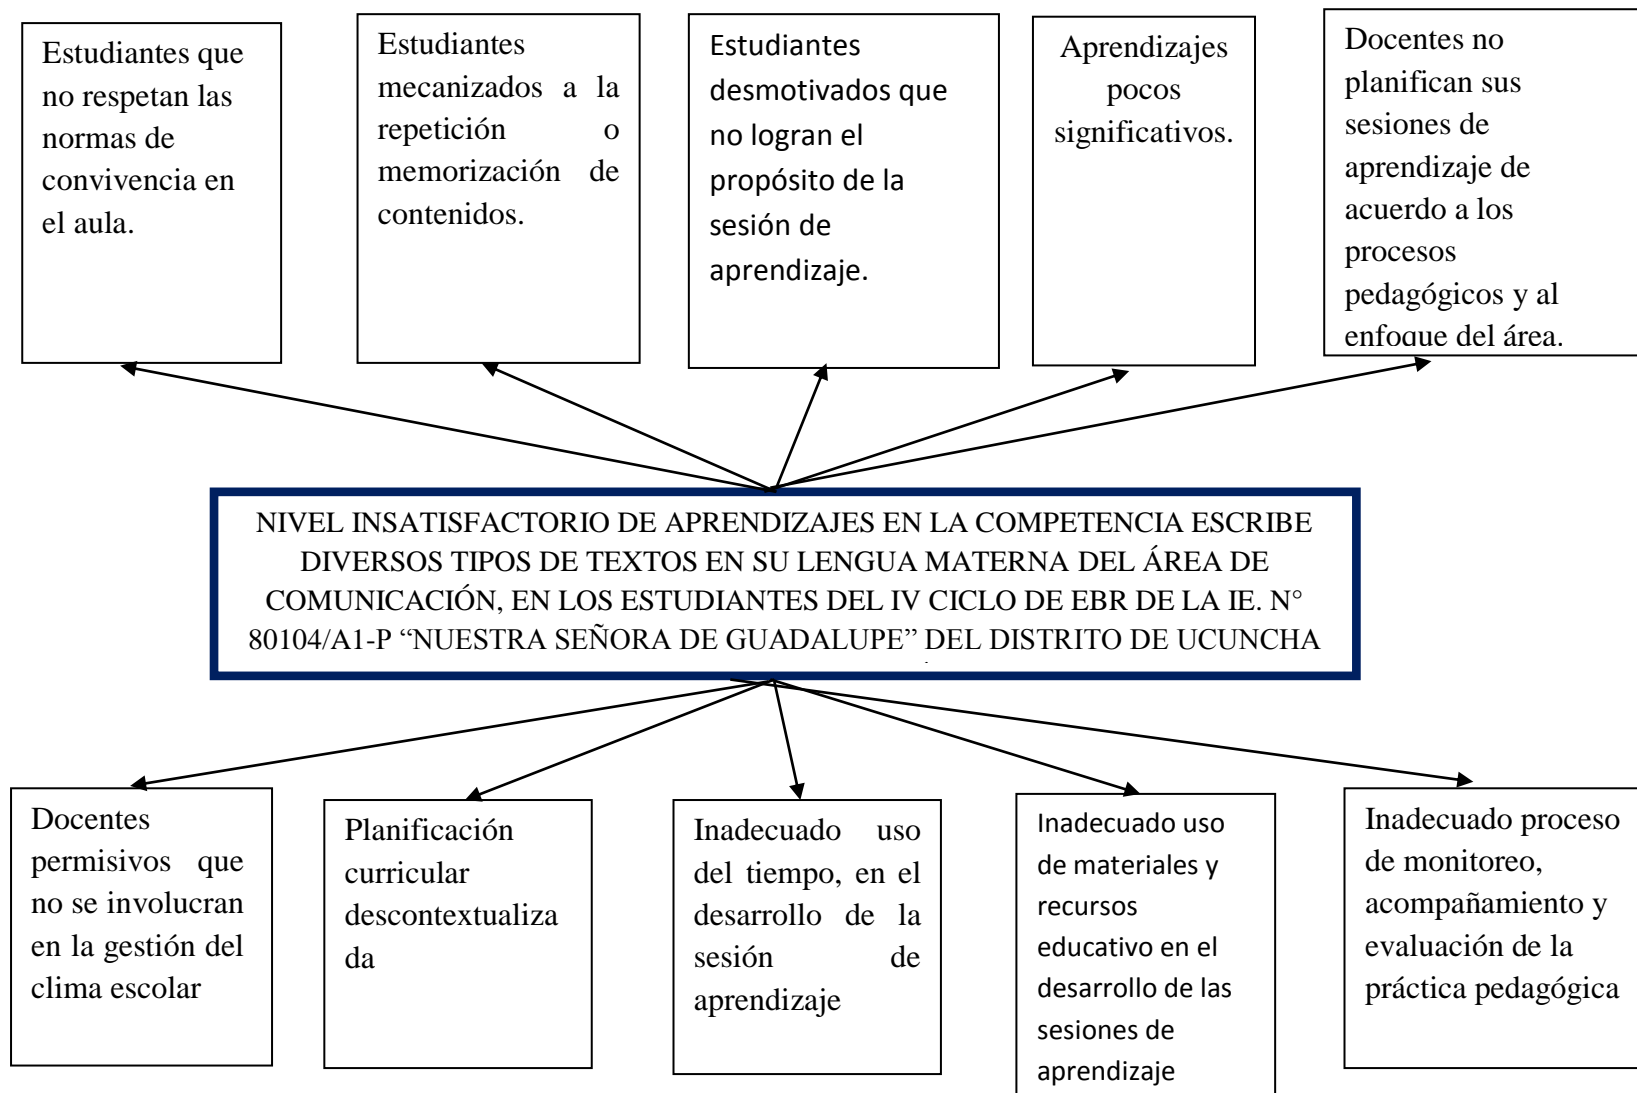 Estudiantes que
no respetan las
normas de
convivencia en
el aula.
Estudiantes
mecanizados a la
repetición o
memorización de
contenidos.
Estudiantes
desmotivados que
no logran el
propósito de la
sesión de
aprendizaje.
Aprendizajes
pocos
significativos.
Docentes no
planifican sus
sesiones de
aprendizaje de
acuerdo a los
procesos
pedagógicos y al
enfoque del área.
NIVEL INSATISFACTORIO DE APRENDIZAJES EN LA COMPETENCIA ESCRIBE
DIVERSOS TIPOS DE TEXTOS EN SU LENGUA MATERNA DEL ÁREA DE
COMUNICACIÓN, EN LOS ESTUDIANTES DEL IV CICLO DE EBR DE LA IE. N°
80104/A1-P “NUESTRA SEÑORA DE GUADALUPE” DEL DISTRITO DE UCUNCHA
Docentes
permisivos que
no se involucran
en la gestión del
clima escolar
Planificación
curricular
descontextualiza
da
Inadecuado uso
del tiempo, en el
desarrollo de la
sesión de
aprendizaje
Inadecuado uso
de materiales y
recursos
educativo en el
desarrollo de las
sesiones de
aprendizaje
Inadecuado proceso
de monitoreo,
acompañamiento y
evaluación de la
práctica pedagógica